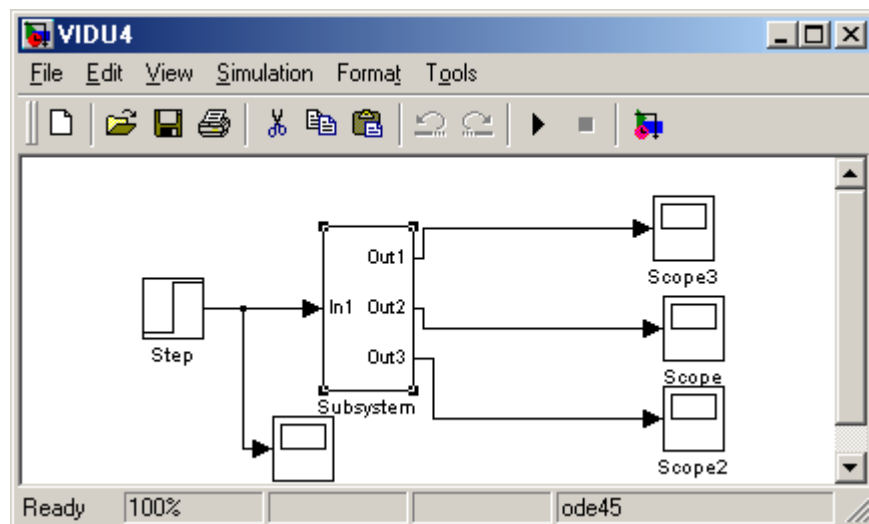 VIDU4
File Edit View Simulation Format Tools
Out1
Scope3
In1 Out2
Step
Out3
Scope
Subsystem
Scope2
Ready 100% ode45